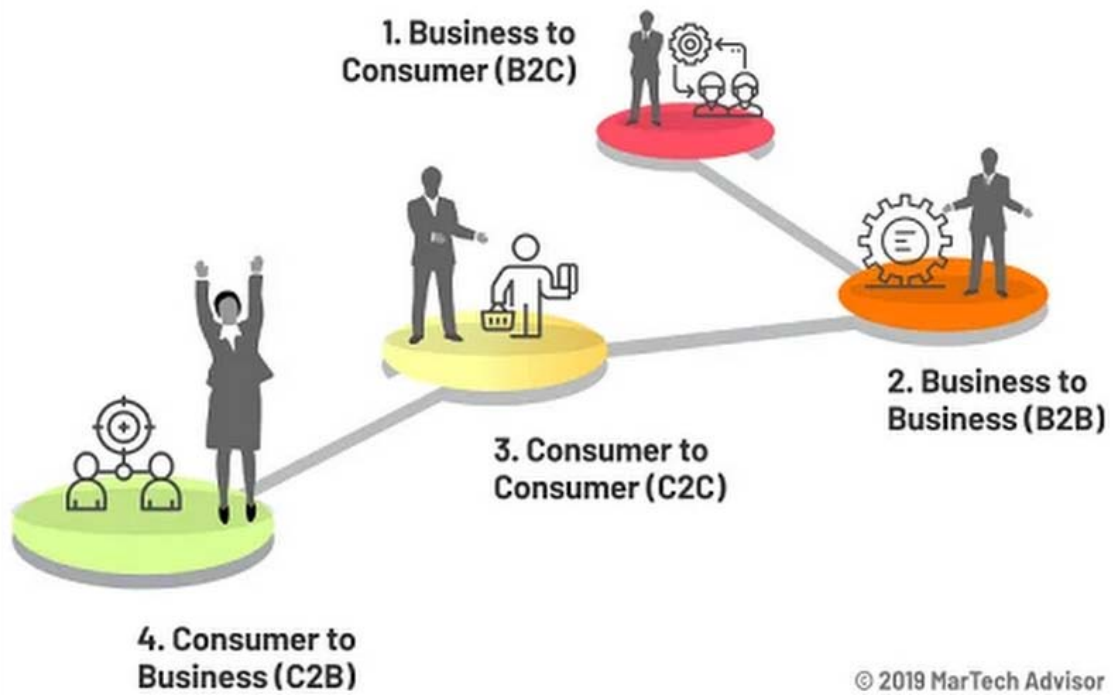 1. Business to
Consumer (B2C)
2. Business to
Business (B2B)
3. Consumer to
Consumer (C2C)
4. Consumer to
Business (C2B)
© 2019 MarTech Advisor